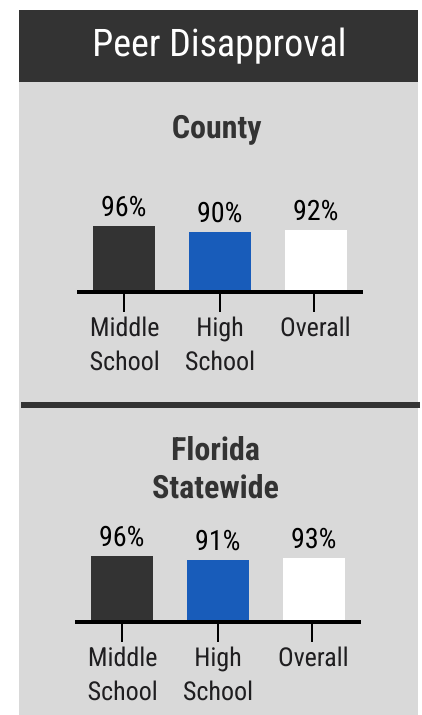 Peer Disapproval
County
96%
90%
92%
Middle School
High School
Overall
Florida
Statewide
96%
91%
93%
Middle School
High School
Overall